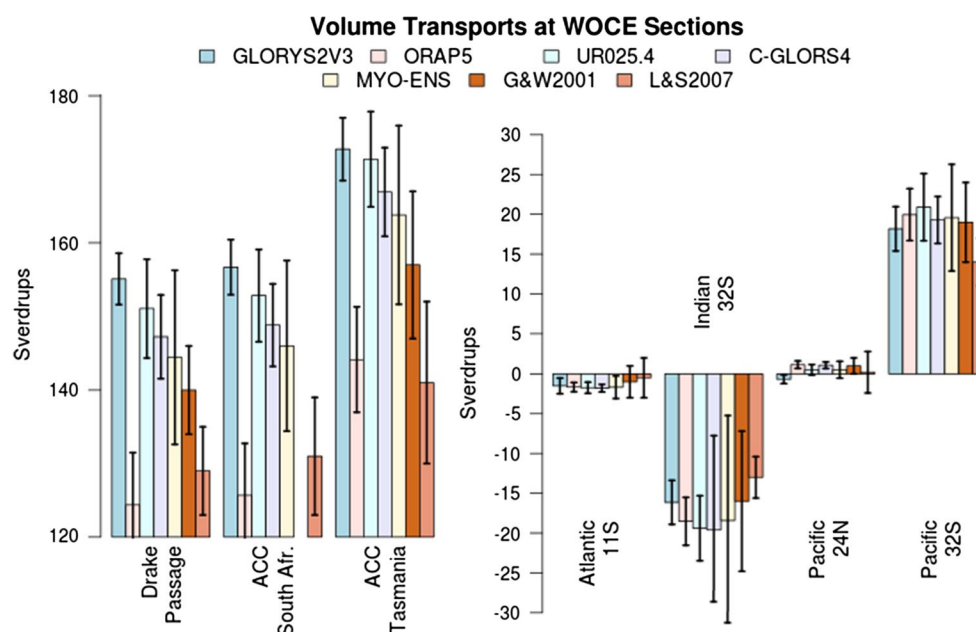 Volume Transports at WOCE Sections
GLORYS2V3 ORAP5 UR025.4 C-GLORS4
MYO-ENS G&W2001 L&S2007
Sverdrups
180
160
140
120
Drake
Passage
ACC
South Afr.
ACC
Tasmania
Sverdrups
30
25
20
15
10
5
0
-5
-10
-15
-20
-25
-30
Atlantic
11S
Indian
32S
Pacific
24N
Pacific
32S